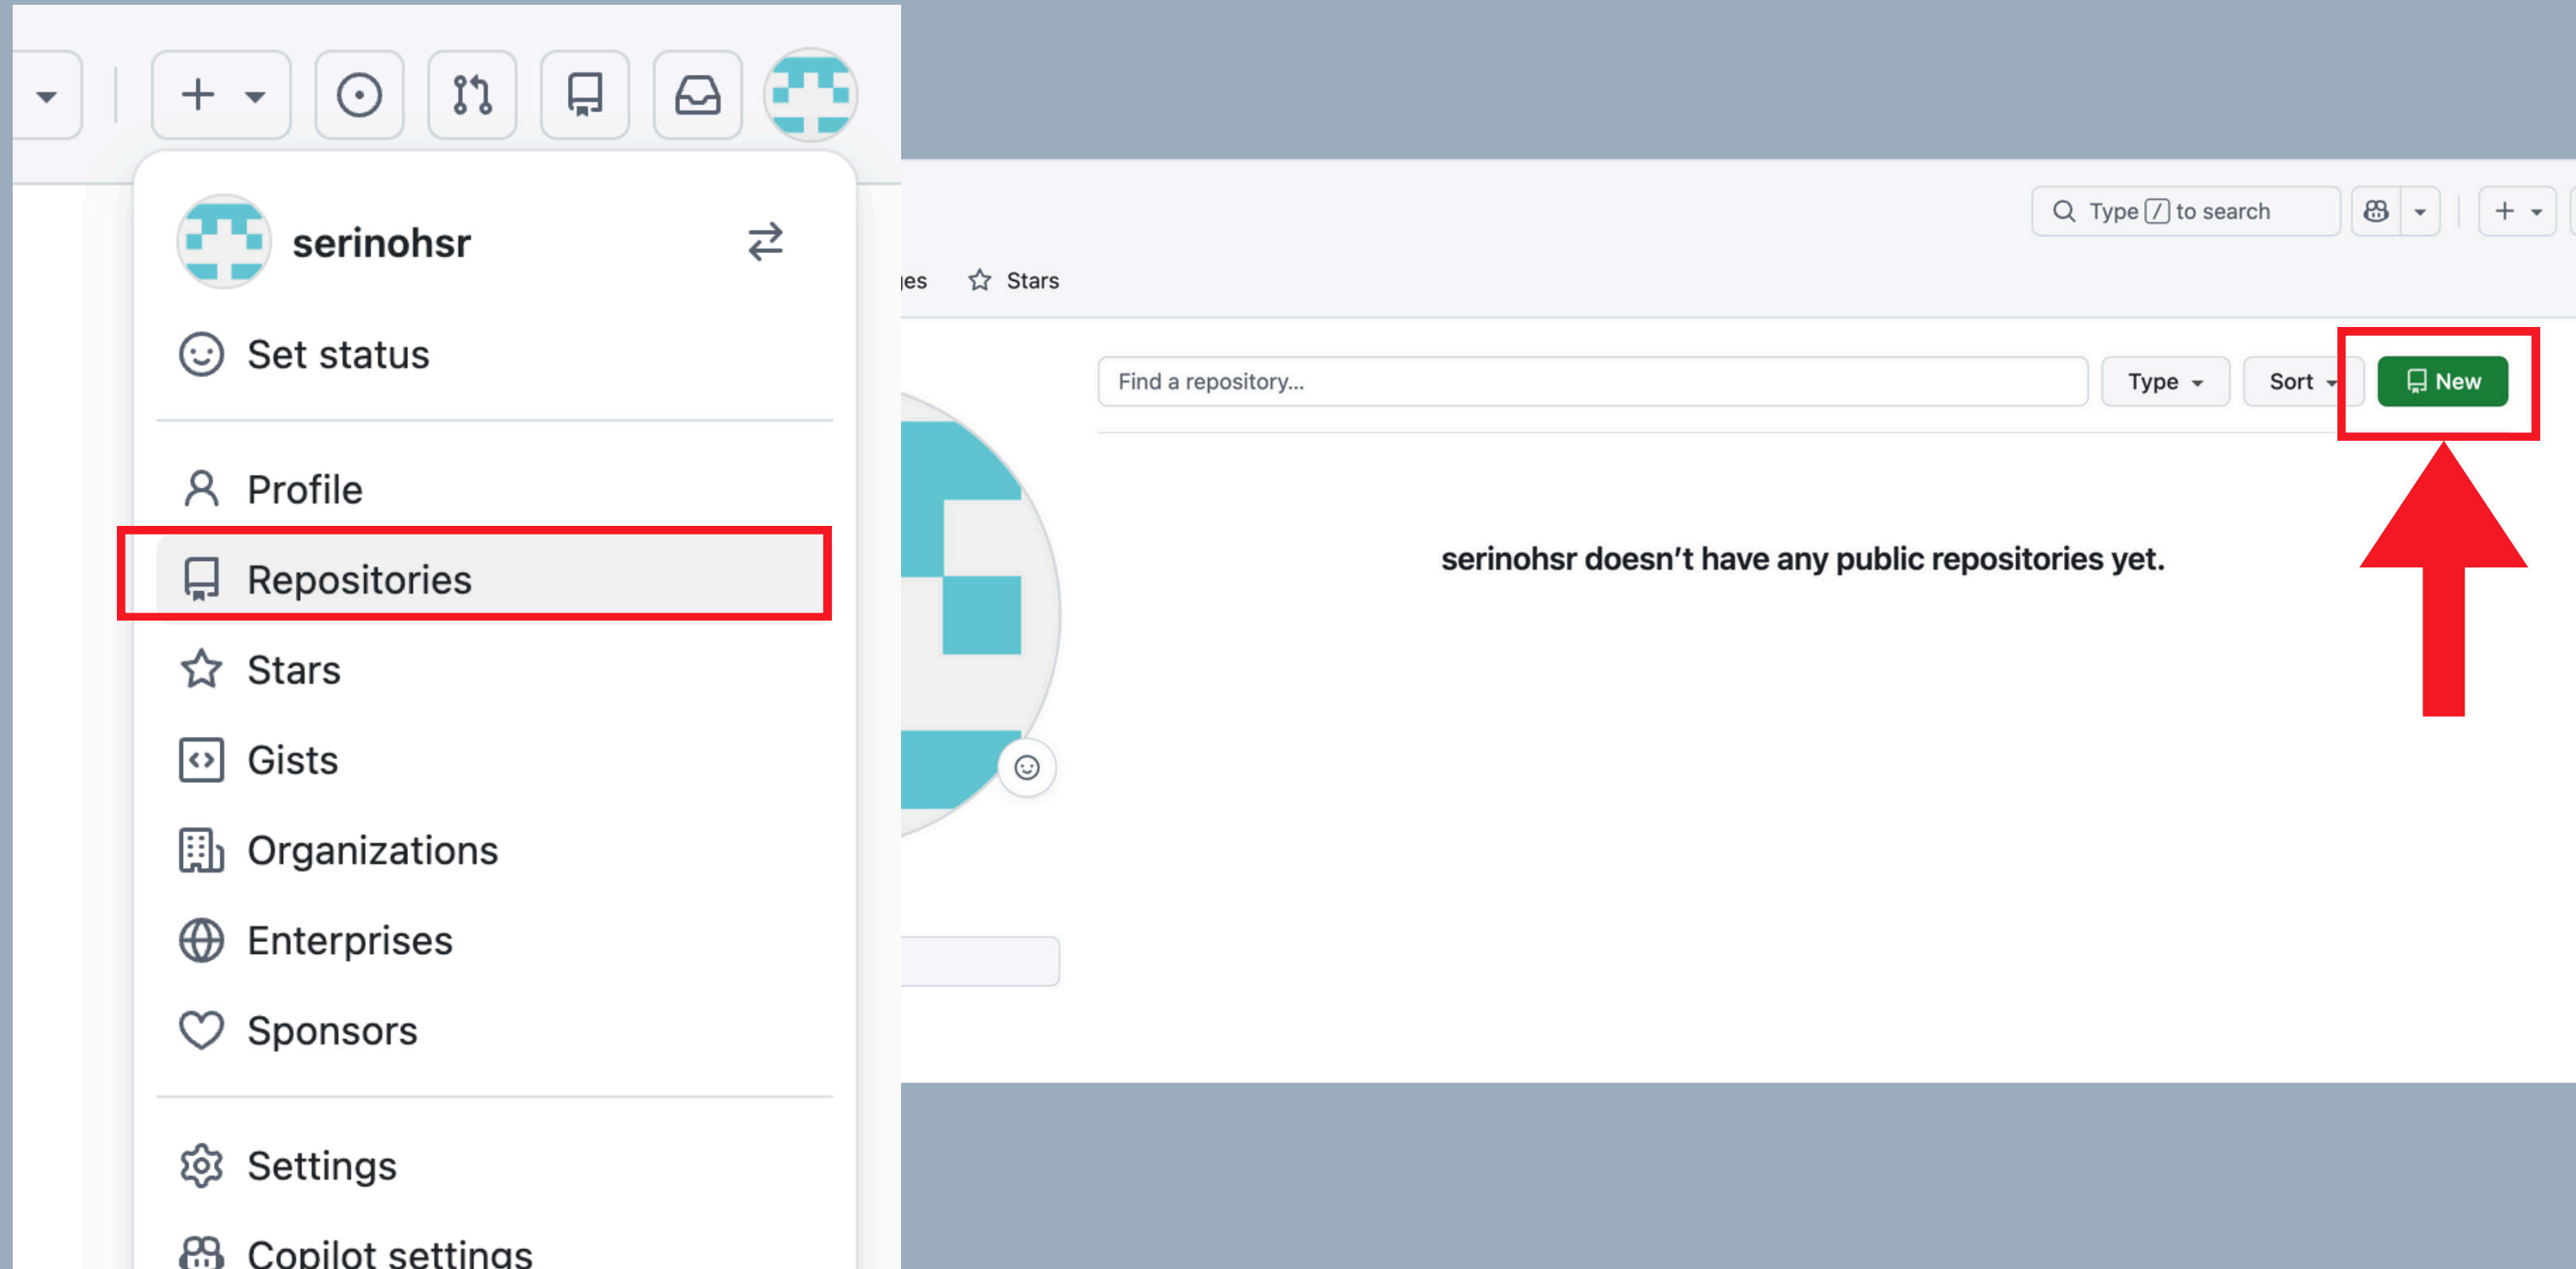 serinohsr
Set status
Profile
Repositories
Stars
Gists
Organizations
Enterprises
Sponsors
Settings
Copilot settings
Type / to search
Stars
Find a repository...
Type
Sort
New
serinohsr doesn't have any public repositories yet.